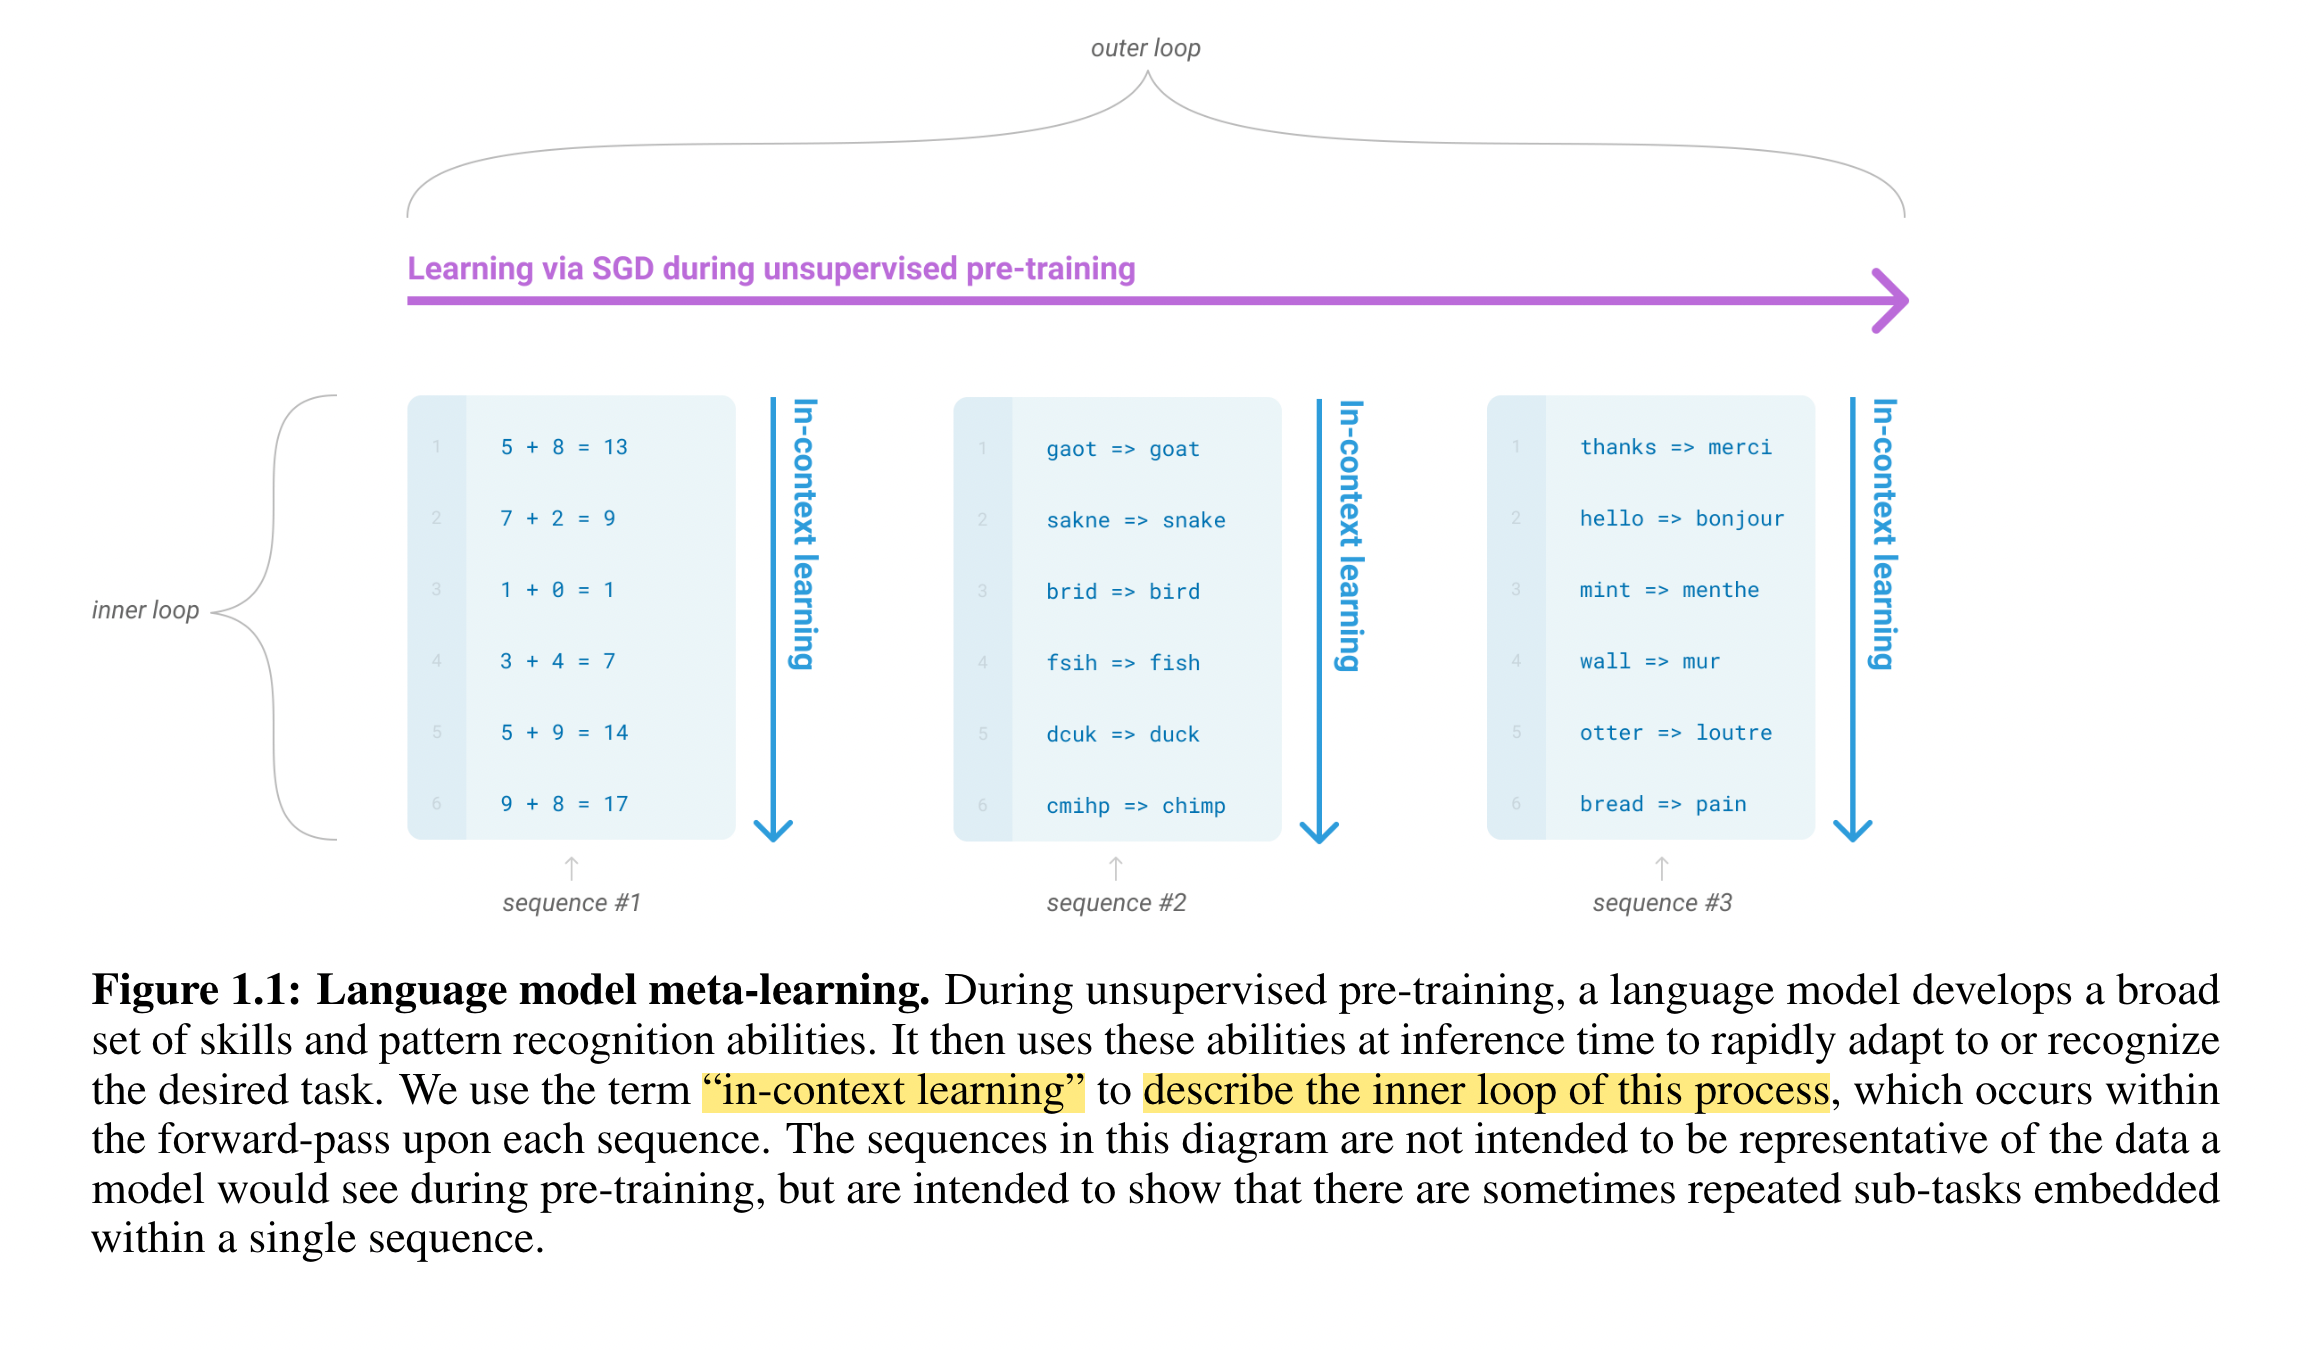 outer loop
Learning via SGD during unsupervised pre-training
inner loop
1 5 + 8 = 13
2 7 + 2 = 9
3 1 + 0 = 1
4 3 + 4 = 7
5 5 + 9 = 14
6 9 + 8 = 17
In-context learning
sequence #1
1 gaot => goat
2 sakne => snake
3 brid => bird
4 fsih => fish
5 dcuk => duck
6 cmihp => chimp
In-context learning
sequence #2
1 thanks => merci
2 hello => bonjour
3 mint => menthe
4 wall => mur
5 otter => loutre
6 bread => pain
In-context learning
sequence #3
Figure 1.1: Language model meta-learning. During unsupervised pre-training, a language model develops a broad
set of skills and pattern recognition abilities. It then uses these abilities at inference time to rapidly adapt to or recognize
the desired task. We use the term “in-context learning” to describe the inner loop of this process, which occurs within
the forward-pass upon each sequence. The sequences in this diagram are not intended to be representative of the data a
model would see during pre-training, but are intended to show that there are sometimes repeated sub-tasks embedded
within a single sequence.